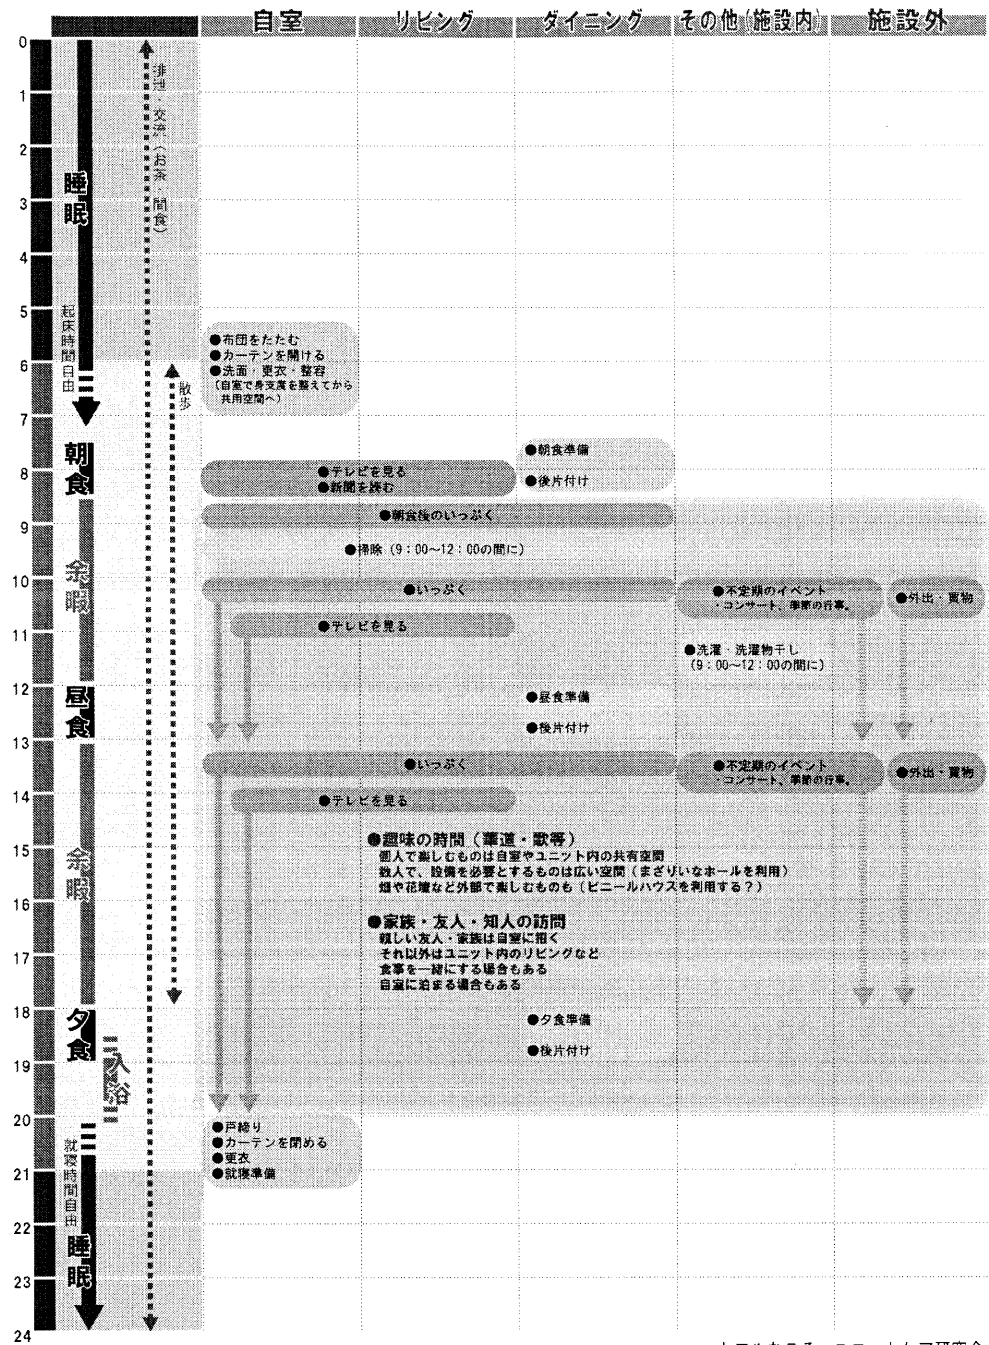 自室
リビング
ダイニング
その他(施設内)
施設外
0
1
2
3
4
5
6
7
8
9
10
11
12
13
14
15
16
17
18
19
20
21
22
23
24
睡眠
起床時間自由
朝食
余暇
昼食
余暇
夕食
入浴
就寝時間自由
睡眠
排泄・交流(お茶・間食)
散歩
●布団をたたむ
●カーテンを開ける
●洗面・更衣・整容
(自室で身支度を整えてから
共用空間へ)
●朝食準備
●後片付け
●テレビを見る
●新聞を読む
●朝食後のいっぷく
●掃除(9:00~12:00の間に)
●いっぷく
●不定期のイベント
・コンサート、季節の行事。
●外出・買物
●テレビを見る
●洗濯・洗濯物干し
(9:00~12:00の間に)
●昼食準備
●後片付け
●いっぷく
●不定期のイベント
・コンサート、季節の行事。
●外出・買物
●テレビを見る
●趣味の時間(華道・歌等)
個人で楽しむものは自室やユニット内の共有空間
数人で、設備を必要とするものは広い空間(まざりいなホールを利用)
畑や花壇など外部で楽しむものも(ビニールハウスを利用する?)
●家族・友人・知人の訪問
親しい友人・家族は自室に招く
それ以外はユニット内のリビングなど
食事を一緒にする場合もある
自室に泊まる場合もある
●夕食準備
●後片付け
●戸締り
●カーテンを閉める
●更衣
●就寝準備